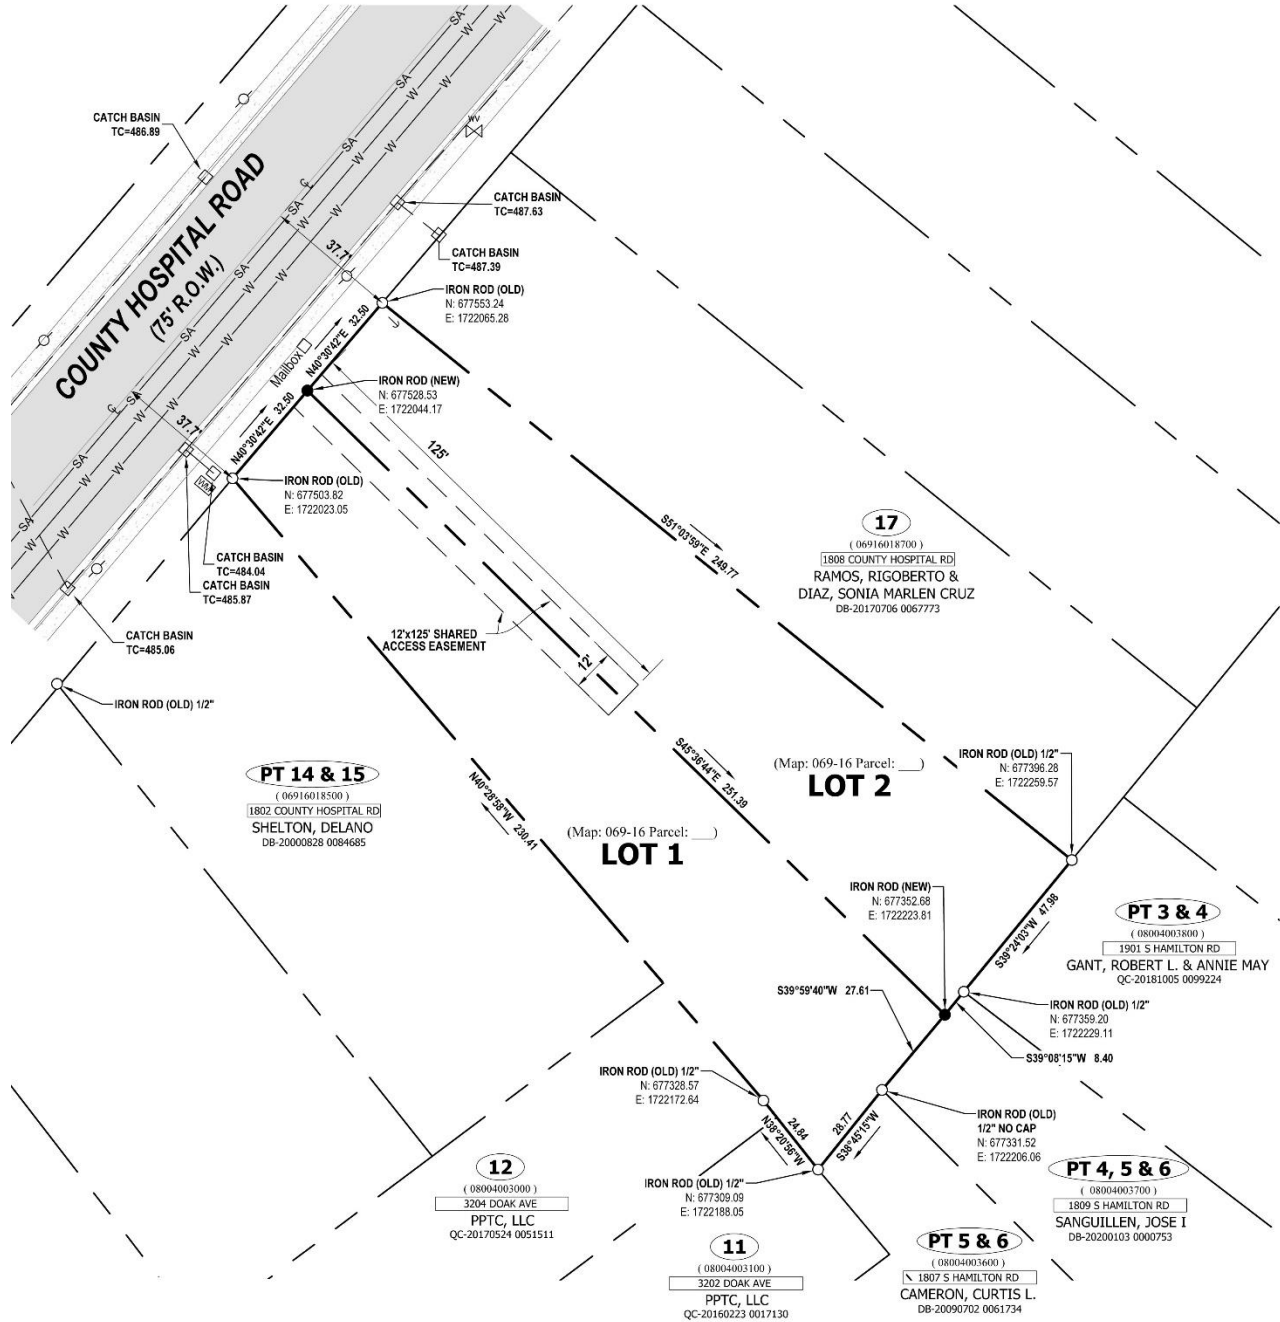 SA
W
W
SA
W
W
WV
CATCH BASIN
TC=486.89
SA
W
W
COUNTY HOSPITAL ROAD
(75' R.O.W.)
SA
W
W
37.7'
CATCH BASIN
TC=487.63
CATCH BASIN
TC=487.39
IRON ROD (OLD)
N: 677553.24
E: 1722065.28
SA
W
W
N40°30'42"E 32.50
Mailbox
IRON ROD (NEW)
N: 677528.53
E: 1722044.17
SA
W
W
37.7'
N40°30'42"E 32.50
125'
IRON ROD (OLD)
N: 677503.82
E: 1722023.05
SA
W
W
WM
SA
W
W
CATCH BASIN
TC=484.04
CATCH BASIN
TC=485.87
CATCH BASIN
TC=485.06
12'x125' SHARED
ACCESS EASEMENT
12'
S51°03'59"E 249.77
17
( 06916018700 )
1808 COUNTY HOSPITAL RD
RAMOS, RIGOBERTO &
DIAZ, SONIA MARLEN CRUZ
DB-20170706 0067773
IRON ROD (OLD) 1/2"
PT 14 & 15
( 06916018500 )
1802 COUNTY HOSPITAL RD
SHELTON, DELANO
DB-20000828 0084685
N40°28'58"W 230.41
S45°36'44"E 251.39
(Map: 069-16 Parcel: ___)
LOT 2
(Map: 069-16 Parcel: ___)
LOT 1
IRON ROD (OLD) 1/2"
N: 677396.28
E: 1722259.57
IRON ROD (NEW)
N: 677352.68
E: 1722223.81
S39°24'03"W 47.98
PT 3 & 4
( 08004003800 )
1901 S HAMILTON RD
GANT, ROBERT L. & ANNIE MAY
QC-20181005 0099224
S39°59'40"W 27.61
IRON ROD (OLD) 1/2"
N: 677359.20
E: 1722229.11
S39°08'15"W 8.40
IRON ROD (OLD) 1/2"
N: 677328.57
E: 1722172.64
24.84
N38°20'56"W
28.77
S38°45'15"W
IRON ROD (OLD)
1/2" NO CAP
N: 677331.52
E: 1722206.06
12
( 08004003000 )
3204 DOAK AVE
PPTC, LLC
QC-20170524 0051511
IRON ROD (OLD) 1/2"
N: 677309.09
E: 1722188.05
PT 4, 5 & 6
( 08004003700 )
1809 S HAMILTON RD
SANGUILLEN, JOSE I
DB-20200103 0000753
11
( 08004003100 )
3202 DOAK AVE
PPTC, LLC
QC-20160223 0017130
PT 5 & 6
( 08004003600 )
1807 S HAMILTON RD
CAMERON, CURTIS L.
DB-20090702 0061734